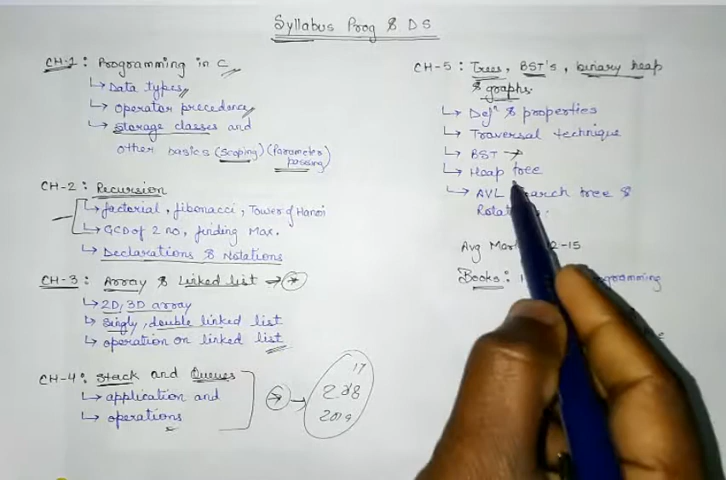 Syllabus Prog & DS
CH-1: Programming in C
↳ Data types
↳ Operator precedence
↳ Storage classes and
other basics (Scoping) (Parameter
passing)
CH-2: Recursion
↳ factorial, fibonacci, Tower of Hanoi
↳ GCD of 2 no, finding Max.
↳ Declarations & Notations
CH-3: Array & Linked list → *
↳ 2D, 3D array
↳ Singly, double linked list
↳ operation on linked list
CH-4: Stack and Queues
↳ application and
↳ operations
17
2019
CH-5: Trees, BST's, binary heap
& graphs.
↳ Defⁿ & properties
↳ Traversal technique
↳ BST →
↳ Heap tree
↳ AVL tree &
Avg -15
Books: